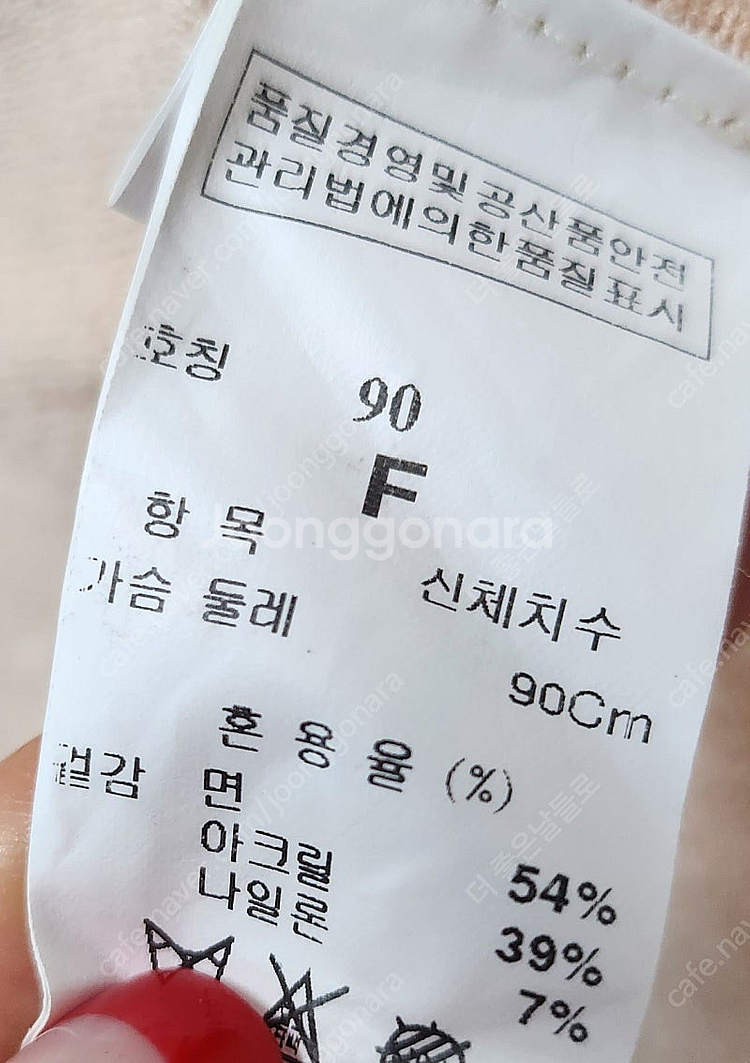 품질경영및공산품안전
관리법에의한품질표시
호칭
90
F
항 목
신체치수
가슴 둘레
90Cm
혼 용 율 (%)
겉감 면 54%
아크릴 39%
나일론 7%
Joonggonara